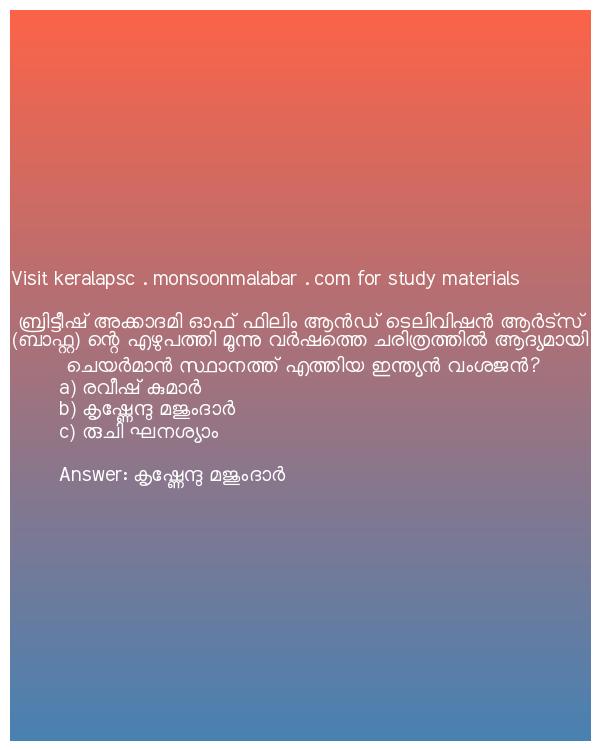 Visit keralapsc . monsoonmalabar . com for study materials
ബ്രിട്ടീഷ് അക്കാദമി ഓഫ് ഫിലിം ആൻഡ് ടെലിവിഷൻ ആർട്സ്
(ബാഫ്റ്റ) ന്റെ എഴുപത്തി മൂന്നു വർഷത്തെ ചരിത്രത്തിൽ ആദ്യമായി
ചെയർമാൻ സ്ഥാനത്ത് എത്തിയ ഇന്ത്യൻ വംശജൻ?
a) രവീഷ് കുമാർ
b) കൃഷ്ണേന്ദു മജുംദാർ
c) രുചി ഘനശ്യാം
Answer: കൃഷ്ണേന്ദു മജുംദാർ